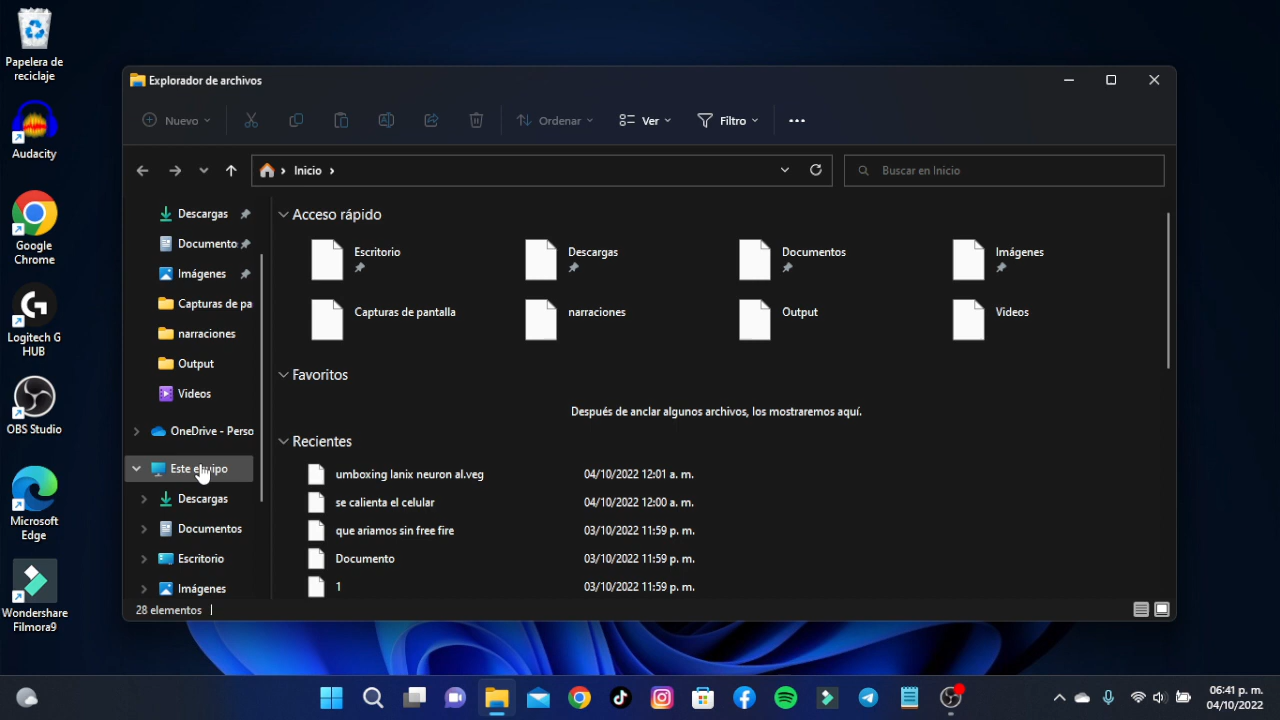 Papelera de
reciclaje
Audacity
Google
Chrome
Logitech G
HUB
OBS Studio
Microsoft
Edge
Wondershare
Filmora9
Explorador de archivos
Nuevo
Ordenar
Ver
Filtro
Inicio
Buscar en Inicio
Descargas
Documento
Imágenes
Capturas de pa
narraciones
Output
Videos
OneDrive - Perso
Este equipo
Descargas
Documentos
Escritorio
Imágenes
Acceso rápido
Escritorio
Descargas
Documentos
Imágenes
Capturas de pantalla
narraciones
Output
Videos
Favoritos
Después de anclar algunos archivos, los mostraremos aquí.
Recientes
umboxing lanix neuron al.veg 04/10/2022 12:01 a. m.
se calienta el celular 04/10/2022 12:00 a. m.
que ariamos sin free fire 03/10/2022 11:59 p. m.
Documento 03/10/2022 11:59 p. m.
1 03/10/2022 11:59 p. m.
28 elementos
06:41 p. m.
04/10/2022